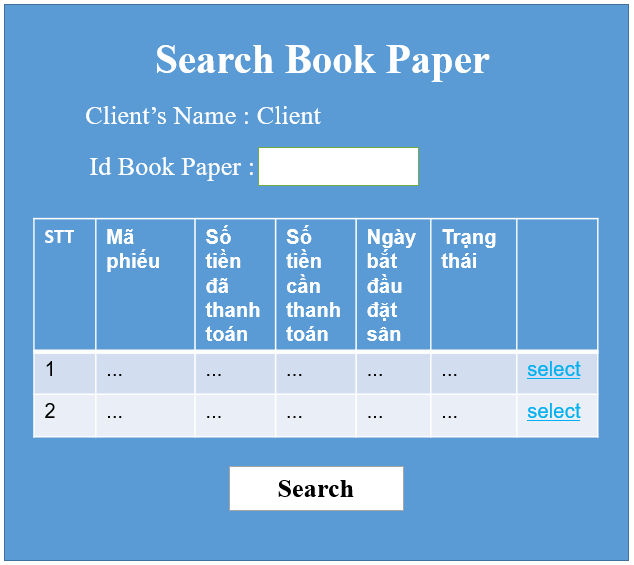 Search Book Paper
Client’s Name : Client
Id Book Paper :
STT
Mã
phiếu
Số
tiền
đã
thanh
toán
Số
tiền
cần
thanh
toán
Ngày
bắt
đầu
đặt
sân
Trạng
thái
1 ... ... ... ... ... select
2 ... ... ... ... ... select
Search